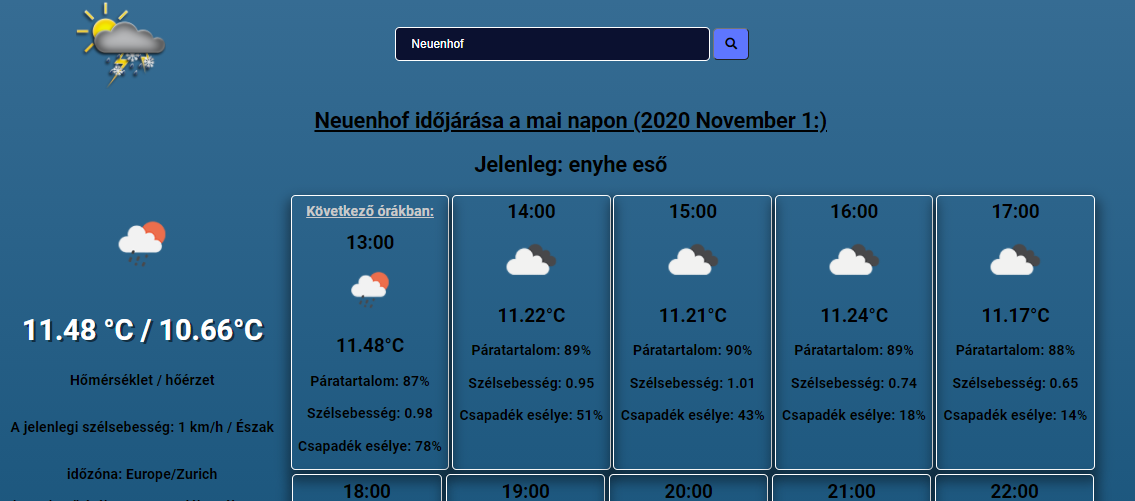 Neuenhof
Neuenhof időjárása a mai napon (2020 November 1:)
Jelenleg: enyhe eső
11.48 °C / 10.66°C
Hőmérséklet / hőérzet
A jelenlegi szélsebesség: 1 km/h / Észak
időzóna: Europe/Zurich
Következő órákban:
13:00
11.48°C
Páratartalom: 87%
Szélsebesség: 0.98
Csapadék esélye: 78%
14:00
11.22°C
Páratartalom: 89%
Szélsebesség: 0.95
Csapadék esélye: 51%
15:00
11.21°C
Páratartalom: 90%
Szélsebesség: 1.01
Csapadék esélye: 43%
16:00
11.24°C
Páratartalom: 89%
Szélsebesség: 0.74
Csapadék esélye: 18%
17:00
11.17°C
Páratartalom: 88%
Szélsebesség: 0.65
Csapadék esélye: 14%
18:00
19:00
20:00
21:00
22:00